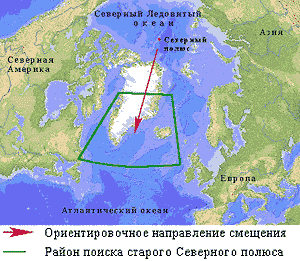 Северный Ледовитый
океан
Северный
полюс
Азия
Северная
Америка
Европа
Атлантический океан
Ориентировочное направление смещения
Район поиска старого Северного полюса